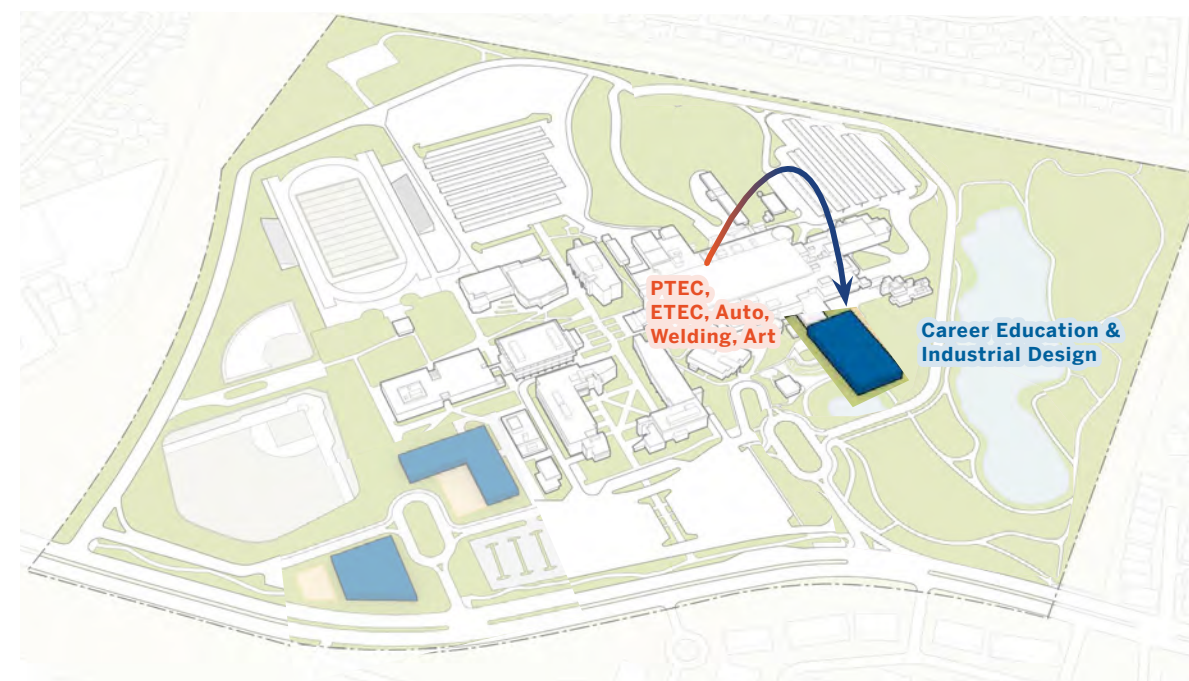 PTEC,
ETEC, Auto,
Welding, Art
Career Education &
Industrial Design